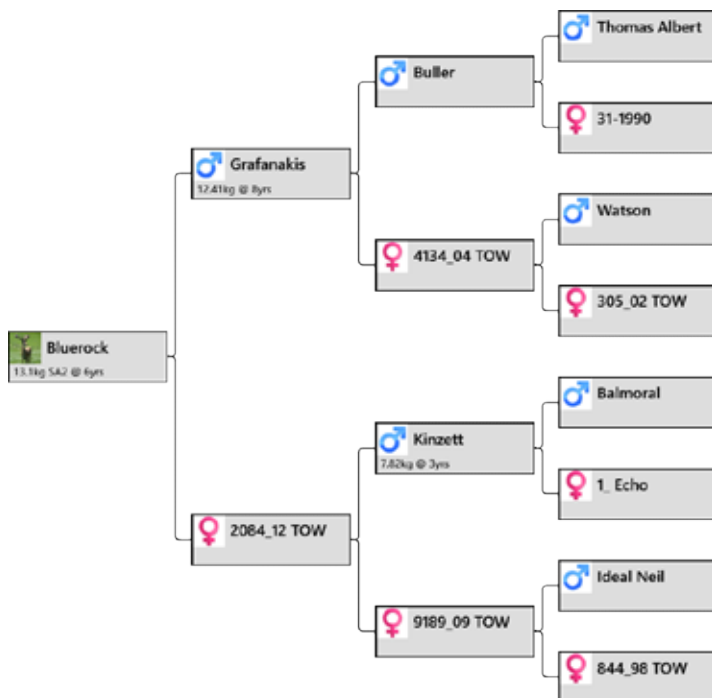 Thomas Albert
Buller
31-1990
Grafanakis
12.41kg @ 8yrs
Watson
4134_04 TOW
305_02 TOW
Bluerock
13.1kg SA2 @ 6yrs
Balmoral
Kinzett
7.82kg @ 3yrs
1_ Echo
2084_12 TOW
Ideal Neil
9189_09 TOW
844_98 TOW